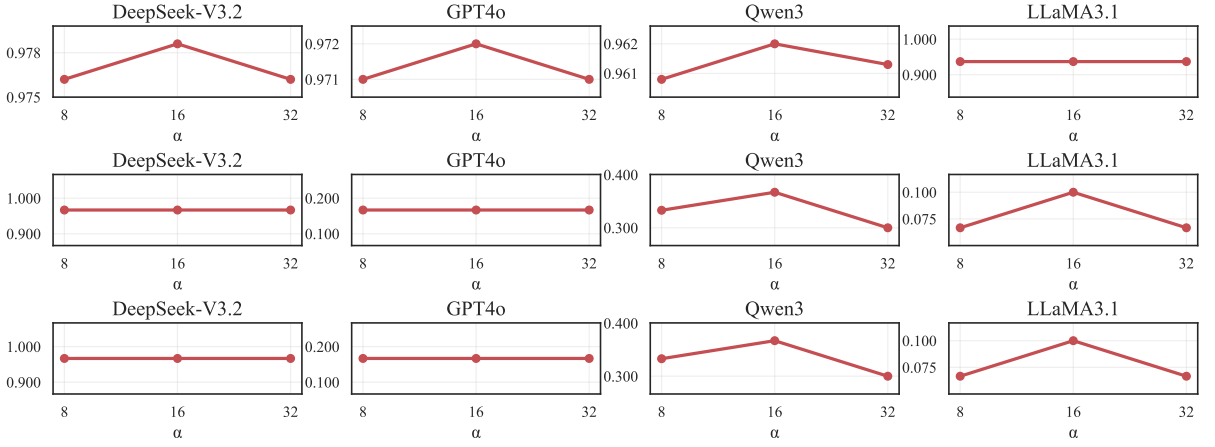 DeepSeek-V3.2 GPT4o Qwen3 LLaMA3.1
0.978 0.972 0.962 1.000
0.975 0.971 0.961 0.900
8 16 32 8 16 32 8 16 32 8 16 32
α α α α
DeepSeek-V3.2 GPT4o Qwen3 LLaMA3.1
1.000 0.200 0.400 0.100
0.900 0.100 0.300 0.075
8 16 32 8 16 32 8 16 32 8 16 32
α α α α
DeepSeek-V3.2 GPT4o Qwen3 LLaMA3.1
1.000 0.200 0.400 0.100
0.900 0.100 0.300 0.075
8 16 32 8 16 32 8 16 32 8 16 32
α α α α